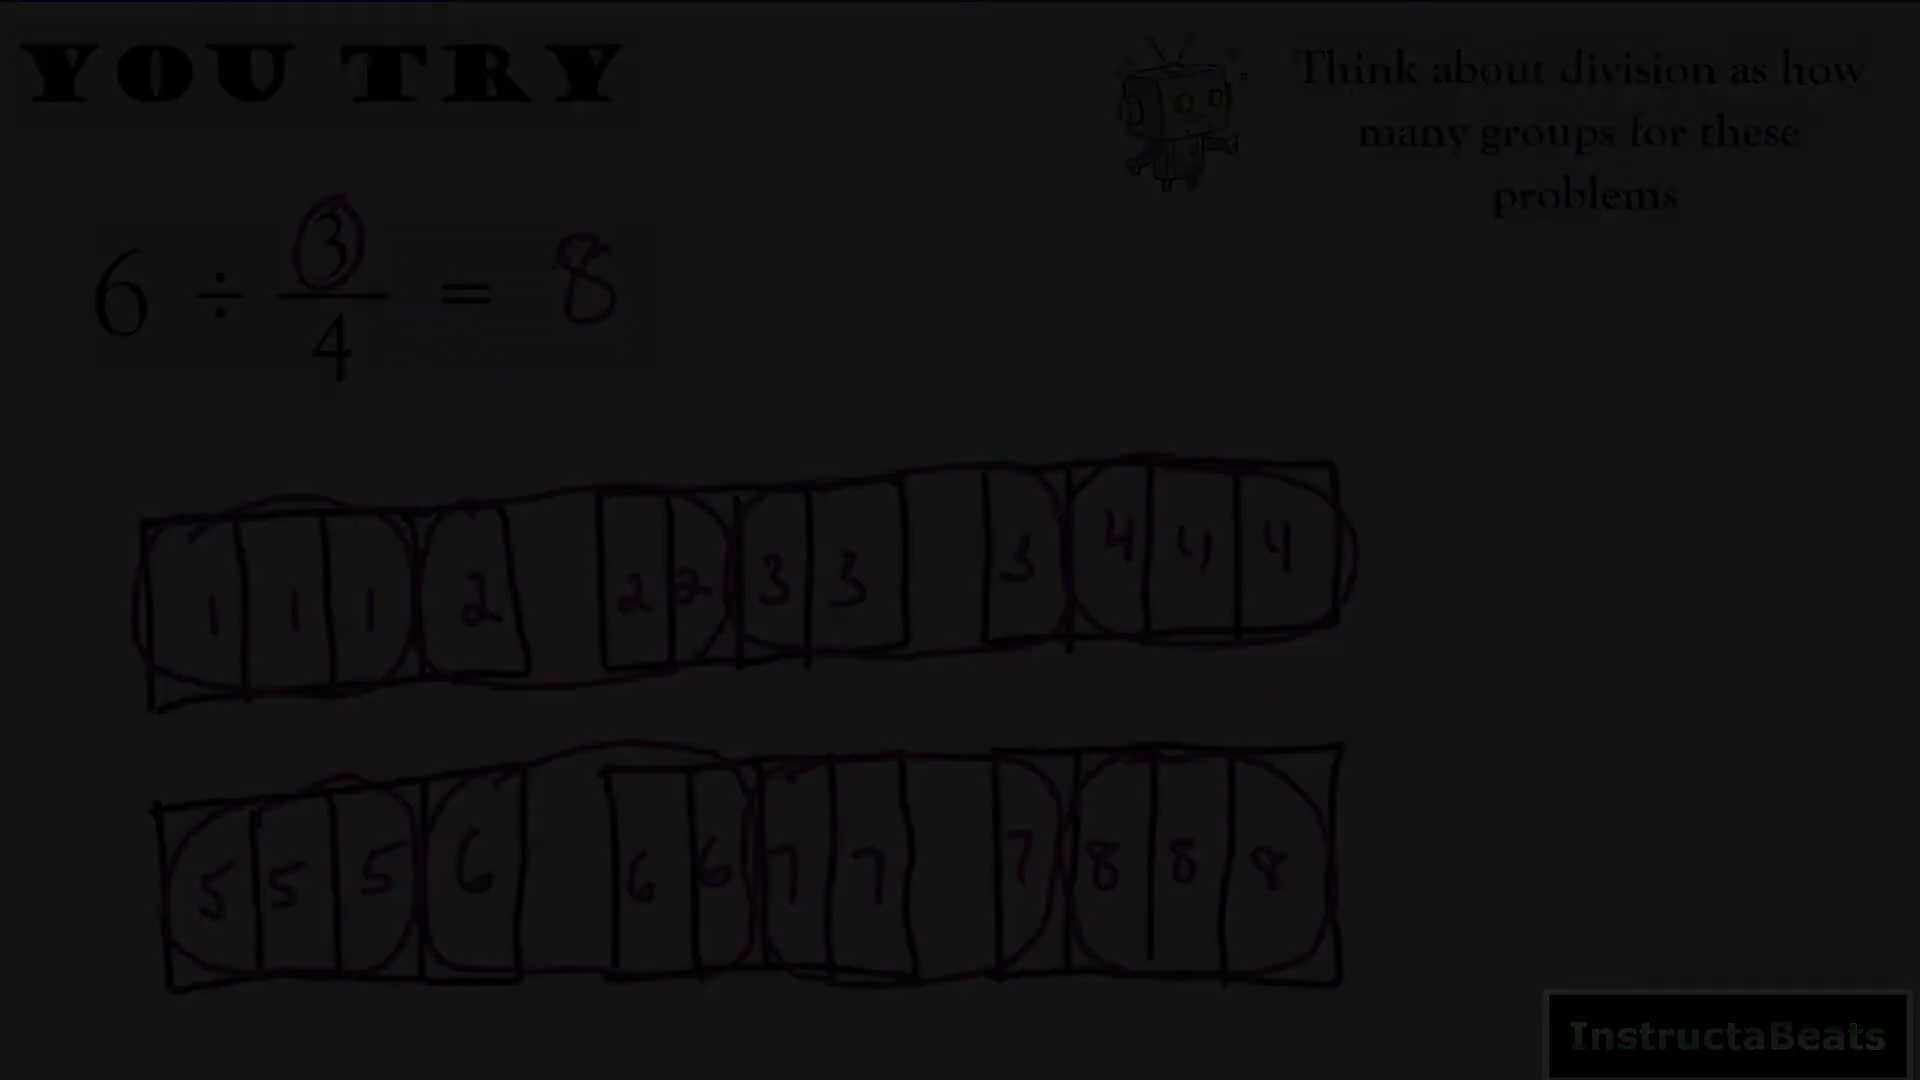 YOU TRY
Think about division as how
many groups for these
problems
6 ÷ 3/4 = 8
1 1 1 2 2 2 3 3 3 4 4 4
5 5 5 6 6 6 7 7 7 8 8 8
InstructaBeats